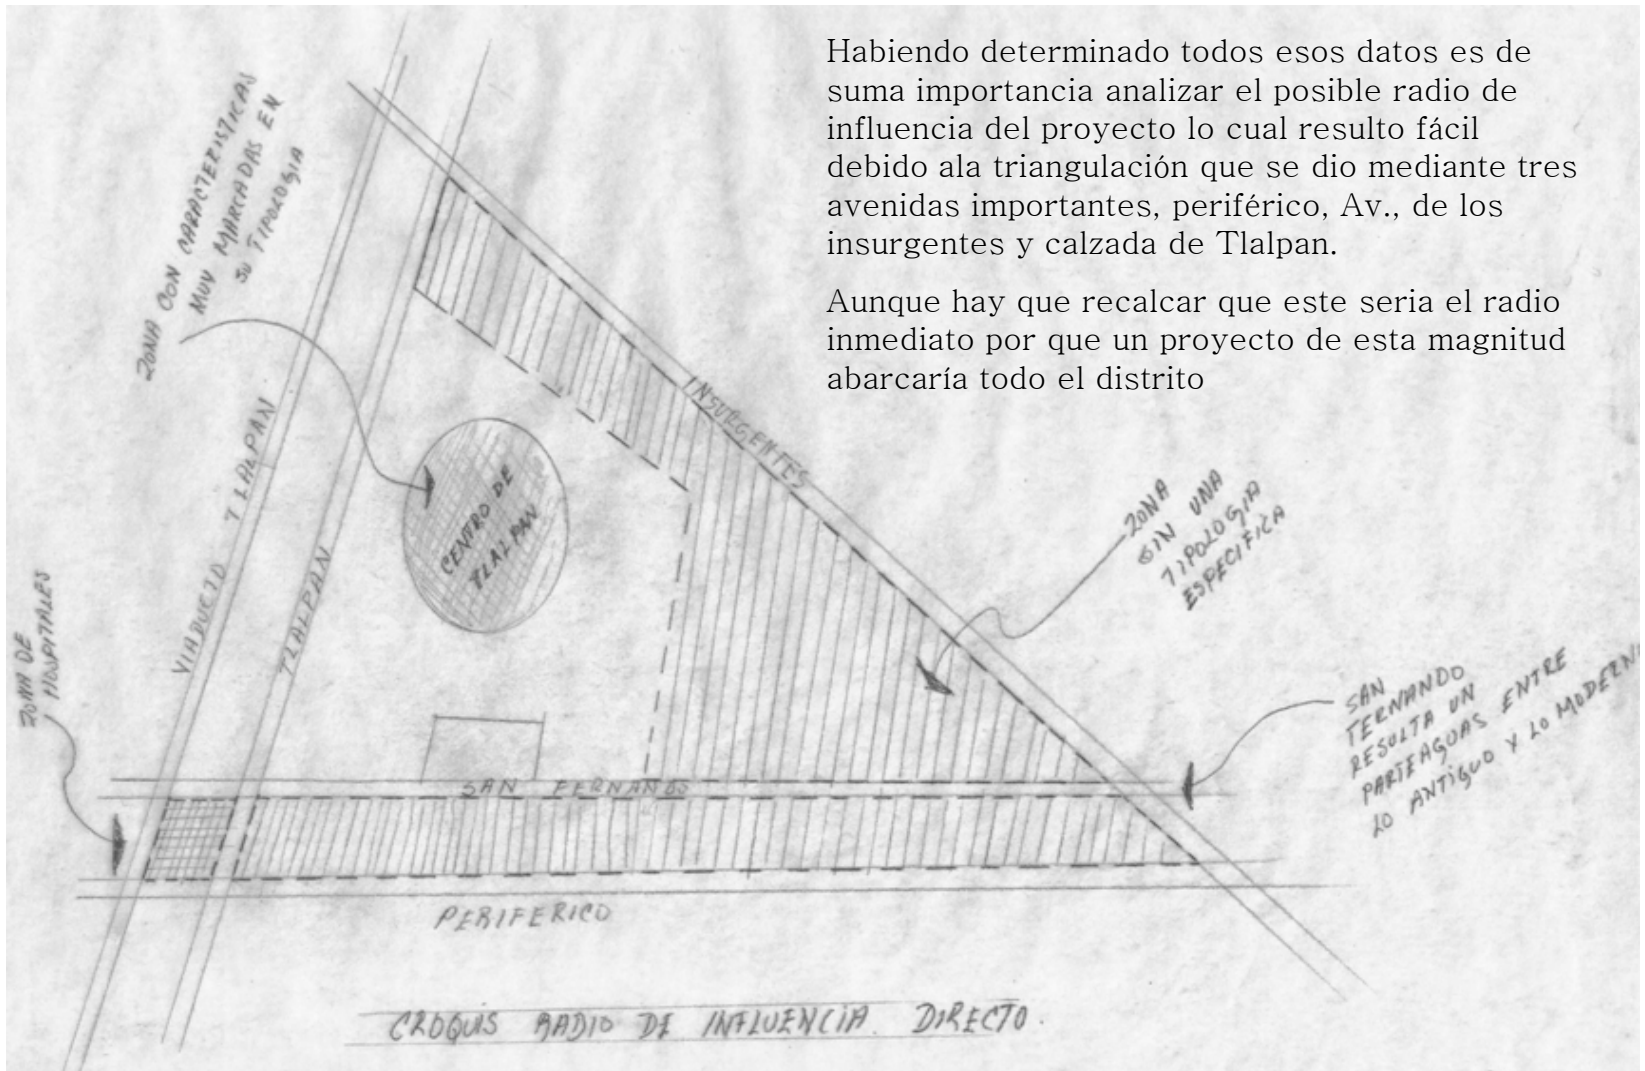 Habiendo determinado todos esos datos es de
suma importancia analizar el posible radio de
influencia del proyecto lo cual resulto fácil
debido ala triangulación que se dio mediante tres
avenidas importantes, periférico, Av., de los
insurgentes y calzada de Tlalpan.
Aunque hay que recalcar que este seria el radio
inmediato por que un proyecto de esta magnitud
abarcaría todo el distrito
ZONA CON CARACTERISTICAS
MUY MARCADAS EN
SU TIPOLOGIA
VIADUCTO TLALPAN
TLALPAN
INSURGENTES
CENTRO DE
TLALPAN
ZONA
SIN UNA
TIPOLOGIA
ESPECIFICA
ZONA DE
HOSPITALES
SAN
FERNANDO
RESULTA UN
PARTEAGUAS ENTRE
LO ANTIGUO Y LO MODERNO
SAN FERNANDO
PERIFERICO
CROQUIS RADIO DE INFLUENCIA DIRECTO.